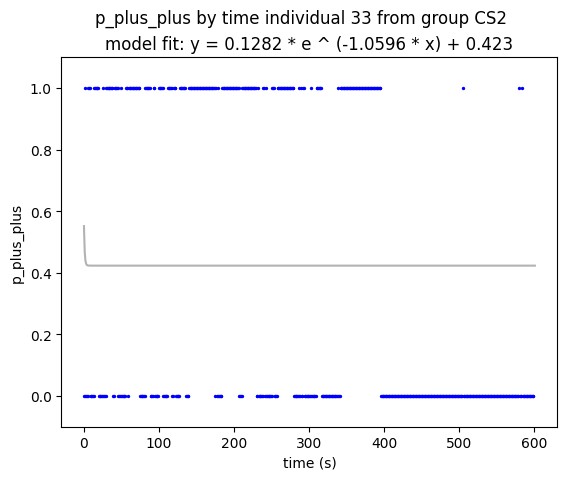 p_plus_plus by time individual 33 from group CS2
model fit: y = 0.1282 * e ^ (-1.0596 * x) + 0.423
1.0
0.8
0.6
0.4
0.2
0.0
p_plus_plus
0 100 200 300 400 500 600
time (s)